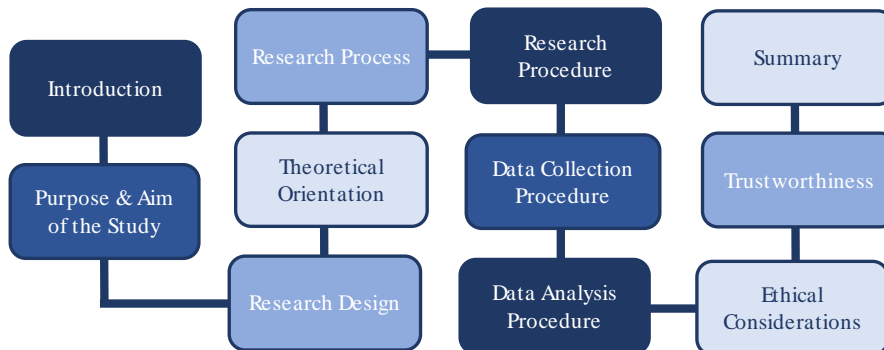 Introduction
Purpose & Aim
of the Study
Research Design
Theoretical
Orientation
Research Process
Research
Procedure
Data Collection
Procedure
Data Analysis
Procedure
Ethical
Considerations
Trustworthiness
Summary